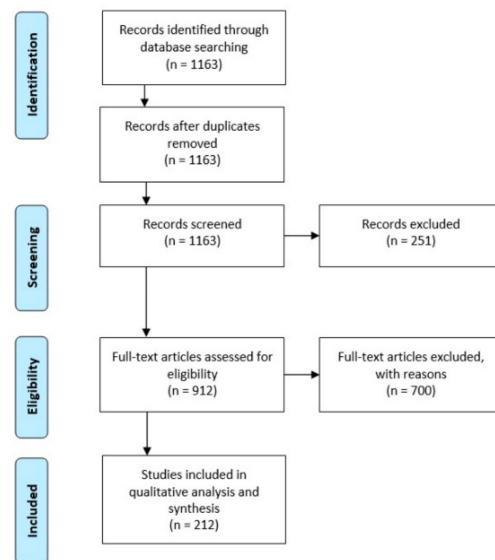 Identification
Records identified through
database searching
(n = 1163)
Records after duplicates
removed
(n = 1163)
Screening
Records screened
(n = 1163)
Records excluded
(n = 251)
Eligibility
Full-text articles assessed for
eligibility
(n = 912)
Full-text articles excluded,
with reasons
(n = 700)
Included
Studies included in
qualitative analysis and
synthesis
(n = 212)